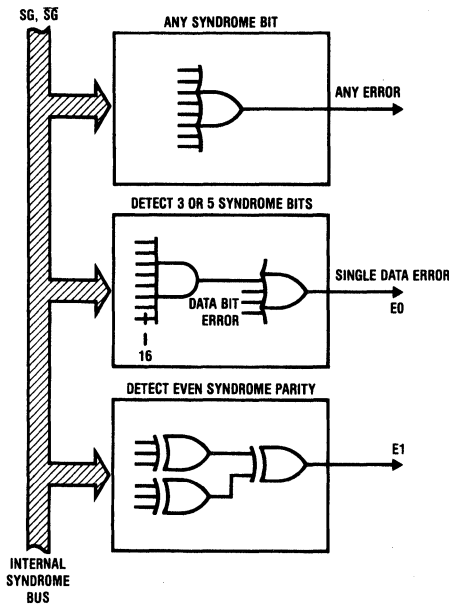 SG, S̅G̅
ANY SYNDROME BIT
ANY ERROR
DETECT 3 OR 5 SYNDROME BITS
DATA BIT
ERROR
16
SINGLE DATA ERROR
E0
DETECT EVEN SYNDROME PARITY
E1
INTERNAL
SYNDROME
BUS